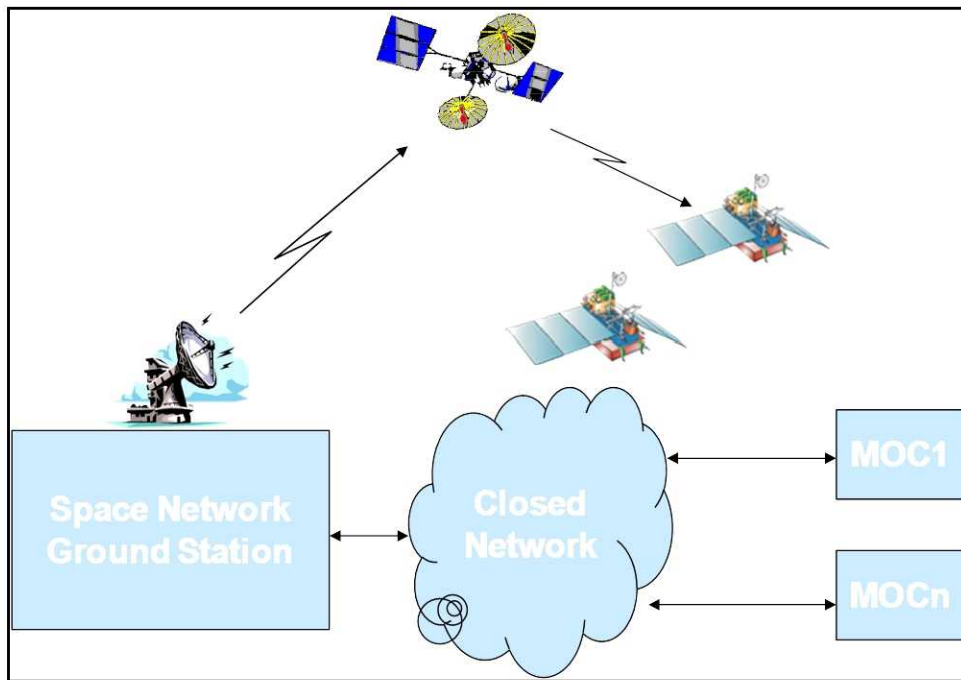 Space Network
Ground Station
Closed
Network
MOC1
MOCn